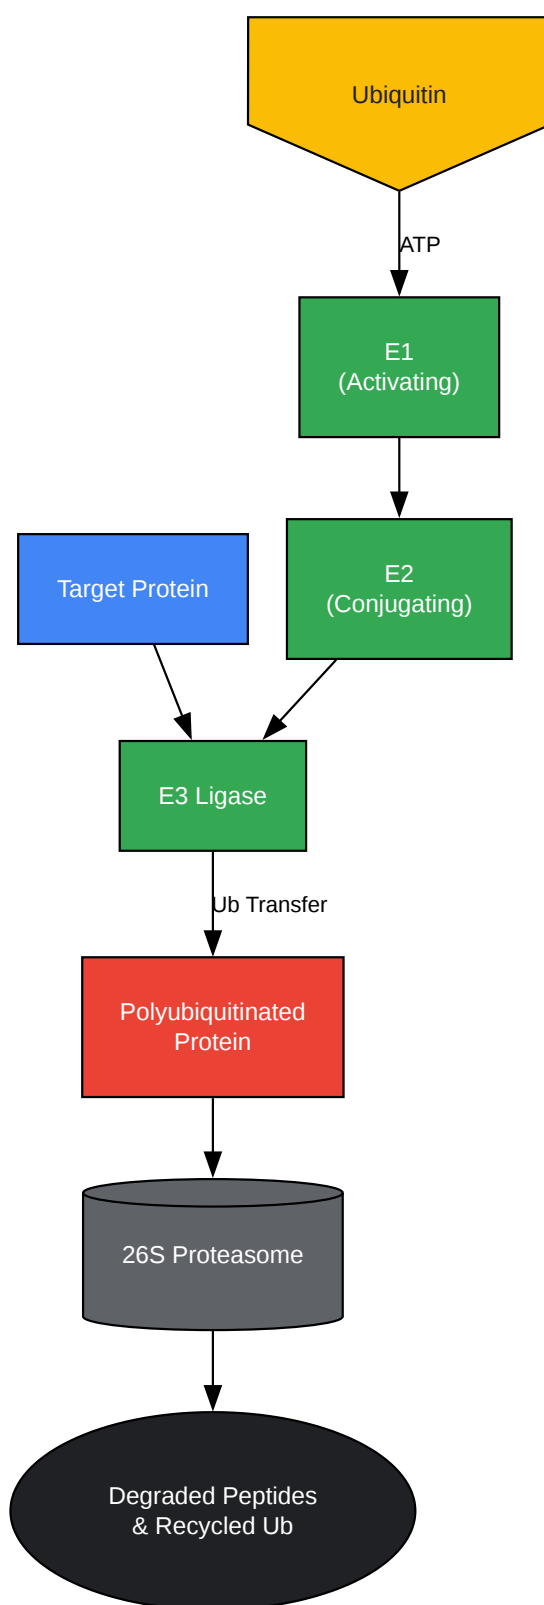 Ubiquitin
ATP
E1
(Activating)
Target Protein
E2
(Conjugating)
E3 Ligase
Ub Transfer
Polyubiquitinated
Protein
26S Proteasome
Degraded Peptides
& Recycled Ub